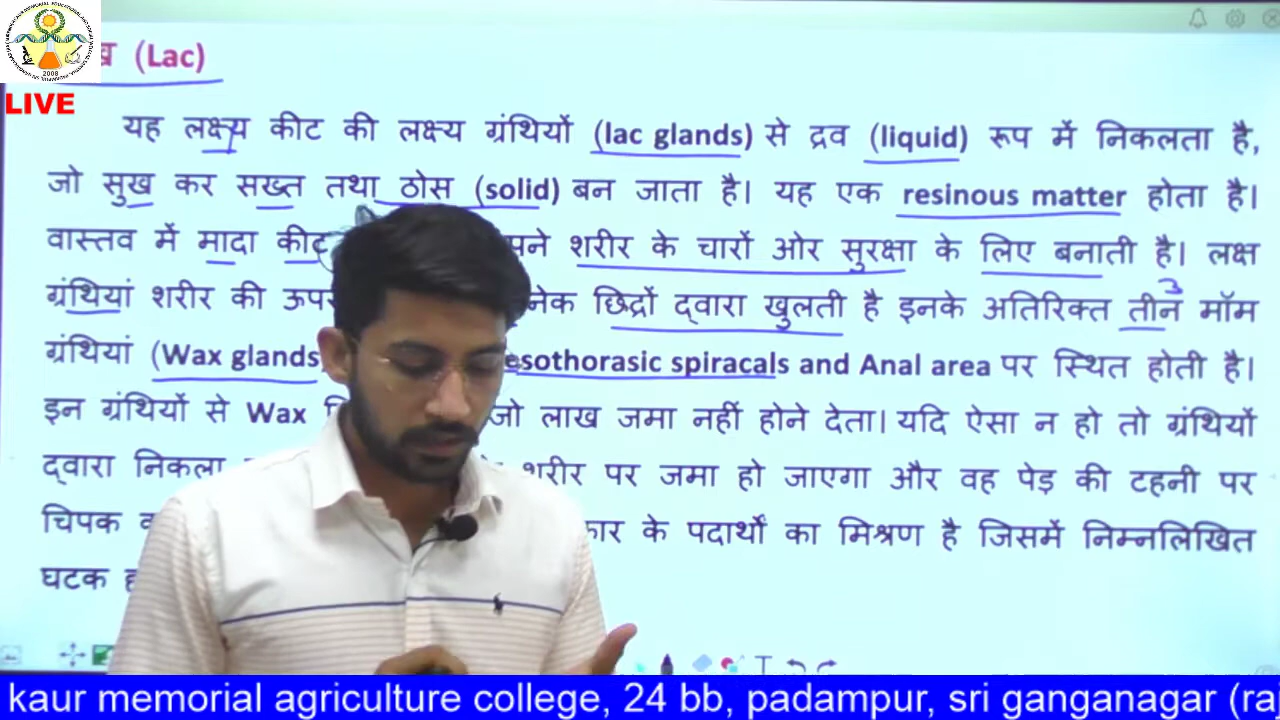 (Lac)
LIVE
2008
यह लक्ष्य कीट की लक्ष्य ग्रंथियों (lac glands) से द्रव (liquid) रूप में निकलता है,
जो सुख कर सख्त तथा ठोस (solid) बन जाता है। यह एक resinous matter होता है।
वास्तव में मादा कीट शरीर के चारों ओर सुरक्षा के लिए बनाती है। लक्ष
3
ग्रंथियां शरीर की छिद्रों द्वारा खुलती है इनके अतिरिक्त तीन मॉम
ग्रंथियां (Wax glands esothorasic spiracals and Anal area पर स्थित होती है।
इन ग्रंथियों से Wax जो लाख जमा नहीं होने देता। यदि ऐसा न हो तो ग्रंथियों
द्वारा निकला शरीर पर जमा हो जाएगा और वह पेड़ की टहनी पर
चिपक के पदार्थों का मिश्रण है जिसमें निम्नलिखित
घटक
kaur memorial agriculture college, 24 bb, padampur, sri ganganagar (ra